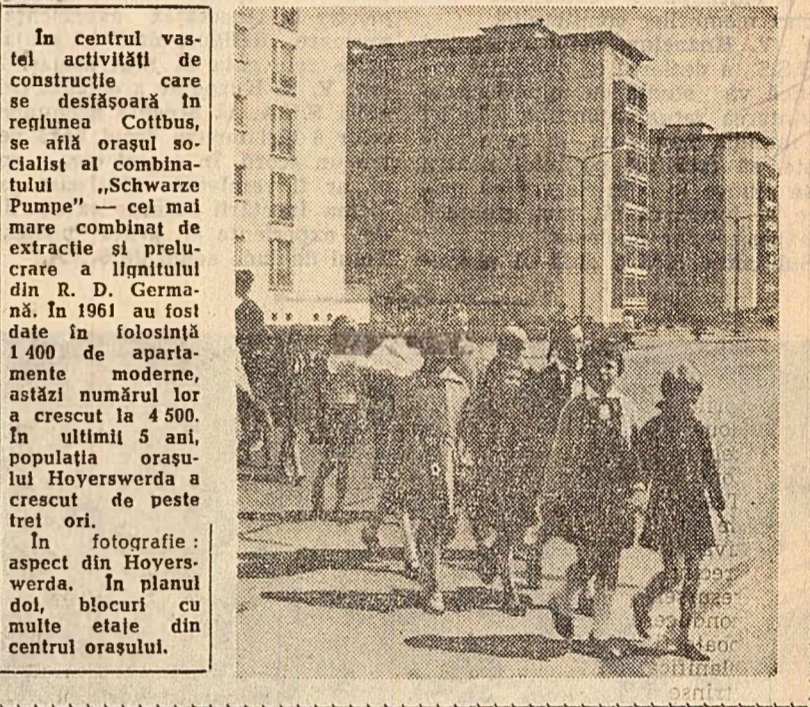 În centrul vas-
tei activități de
construcție care
se desfășoară în
regiunea Cottbus,
se află orașul so-
cialist al combina-
tului „Schwarze
Pumpe” — cel mai
mare combinat de
extracție și prelu-
crare a lignitului
din R. D. Germa-
nă. În 1961 au fost
date în folosință
1 400 de aparta-
mente moderne,
astăzi numărul lor
a crescut la 4 500.
În ultimii 5 ani,
populația orașu-
lui Hoyerswerda a
crescut de peste
trei ori.
În fotografie :
aspect din Hoyers-
werda. În planul
doi, blocuri cu
multe etaje din
centrul orașului.